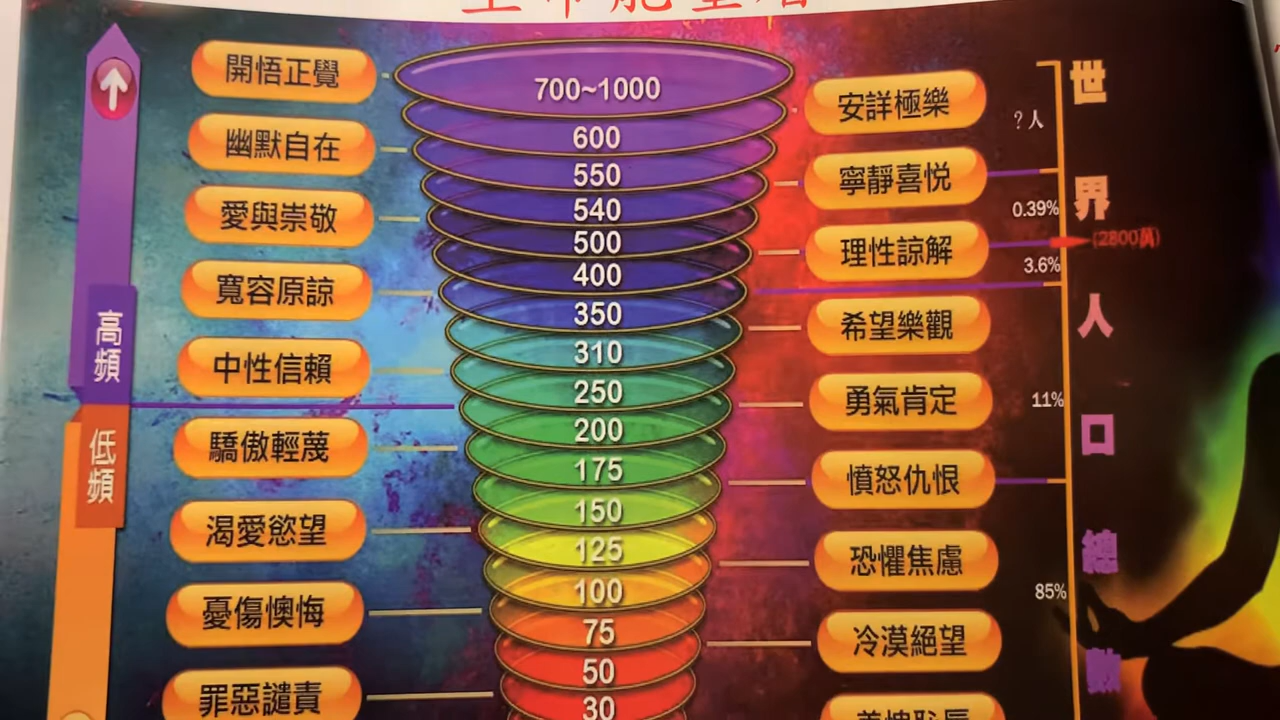 開悟正覺
700~1000
安詳極樂
?人
幽默自在
600
550
寧靜喜悅
愛與崇敬
540
0.39%
500
理性諒解
(2800萬)
400
3.6%
寬容原諒
350
希望樂觀
310
中性信賴
250
勇氣肯定
11%
200
驕傲輕蔑
175
憤怒仇恨
150
渴愛慾望
125
恐懼焦慮
100
85%
憂傷懊悔
75
冷漠絕望
50
罪惡譴責
30
高頻
低頻
世界人口總數